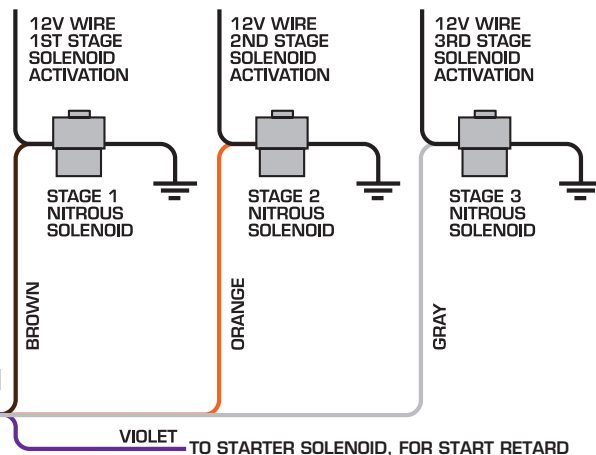 12V WIRE
1ST STAGE
SOLENOID
ACTIVATION
12V WIRE
2ND STAGE
SOLENOID
ACTIVATION
12V WIRE
3RD STAGE
SOLENOID
ACTIVATION
STAGE 1
NITROUS
SOLENOID
STAGE 2
NITROUS
SOLENOID
STAGE 3
NITROUS
SOLENOID
BROWN
ORANGE
GRAY
VIOLET
TO STARTER SOLENOID, FOR START RETARD